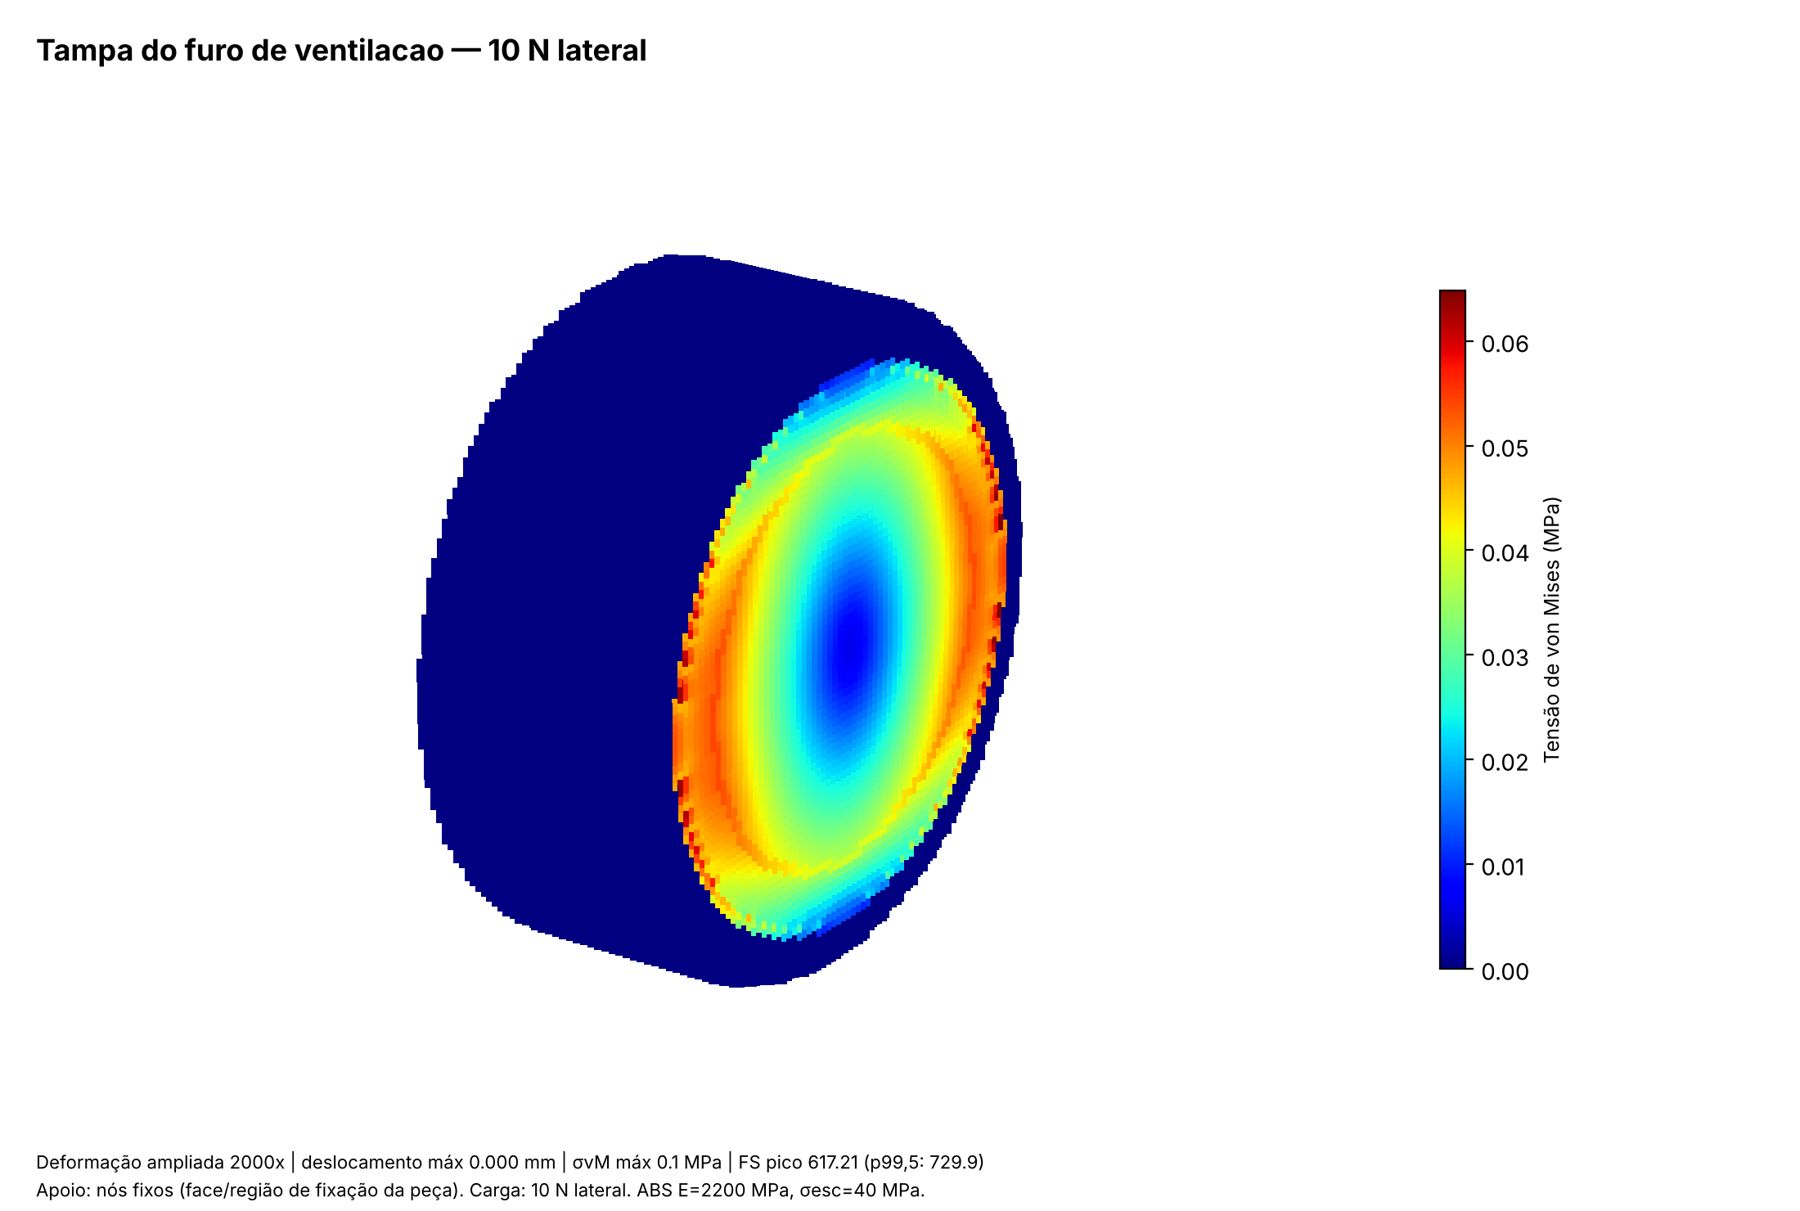 Tampa do furo de ventilacao — 10 N lateral
0.06
0.05
0.04
0.03
0.02
0.01
0.00
Tensão de von Mises (MPa)
Deformação ampliada 2000x | deslocamento máx 0.000 mm | σvM máx 0.1 MPa | FS pico 617.21 (p99,5: 729.9)
Apoio: nós fixos (face/região de fixação da peça). Carga: 10 N lateral. ABS E=2200 MPa, σesc=40 MPa.